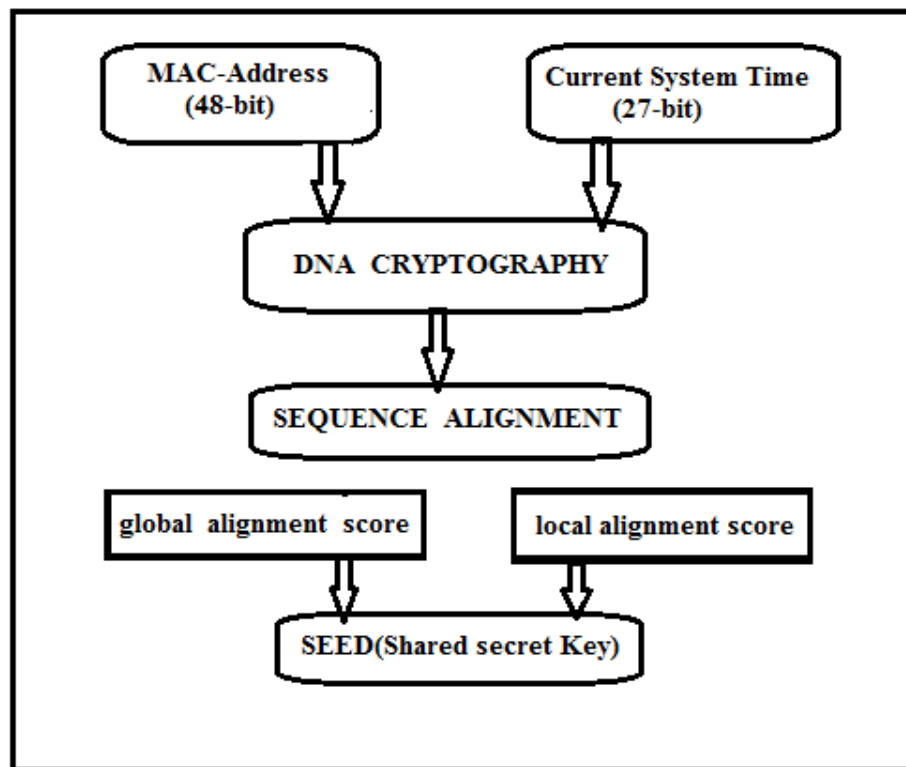 MAC-Address
(48-bit)
Current System Time
(27-bit)
DNA CRYPTOGRAPHY
SEQUENCE ALIGNMENT
global alignment score
local alignment score
SEED(Shared secret Key)